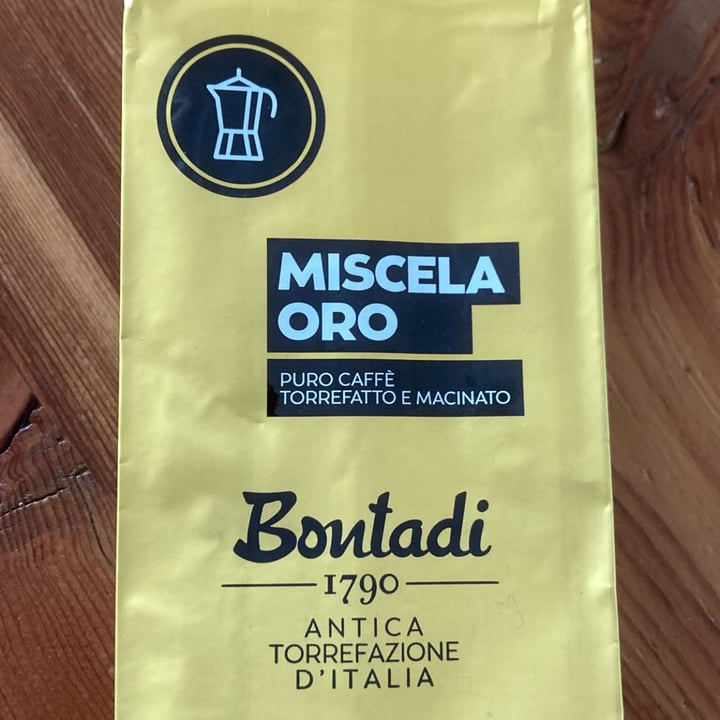 MISCELA
ORO
PURO CAFFÈ
TORREFATTO E MACINATO
Bontadi
1790
ANTICA
TORREFAZIONE
D'ITALIA